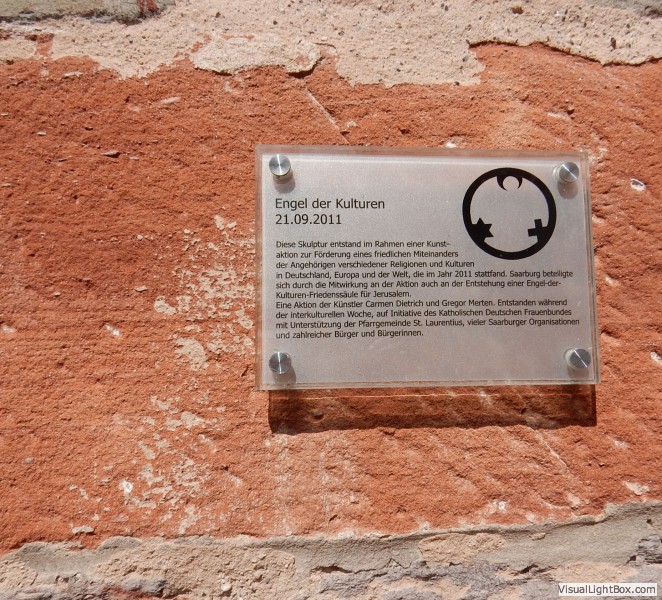 Engel der Kulturen
21.09.2011
Diese Skulptur entstand im Rahmen einer Kunst-
aktion zur Förderung eines friedlichen Miteinanders
der Angehörigen verschiedener Religionen und Kulturen
in Deutschland, Europa und der Welt, die im Jahr 2011 stattfand. Saarburg beteiligte
sich durch die Mitwirkung an der Aktion auch an der Entstehung einer Engel-der-
Kulturen-Friedenssäule für Jerusalem.
Eine Aktion der Künstler Carmen Dietrich und Gregor Merten. Entstanden während
der interkulturellen Woche, auf Initiative des Katholischen Deutschen Frauenbundes
mit Unterstützung der Pfarrgemeinde St. Laurentius, vieler Saarburger Organisationen
und zahlreicher Bürger und Bürgerinnen.
VisualLightBox.com